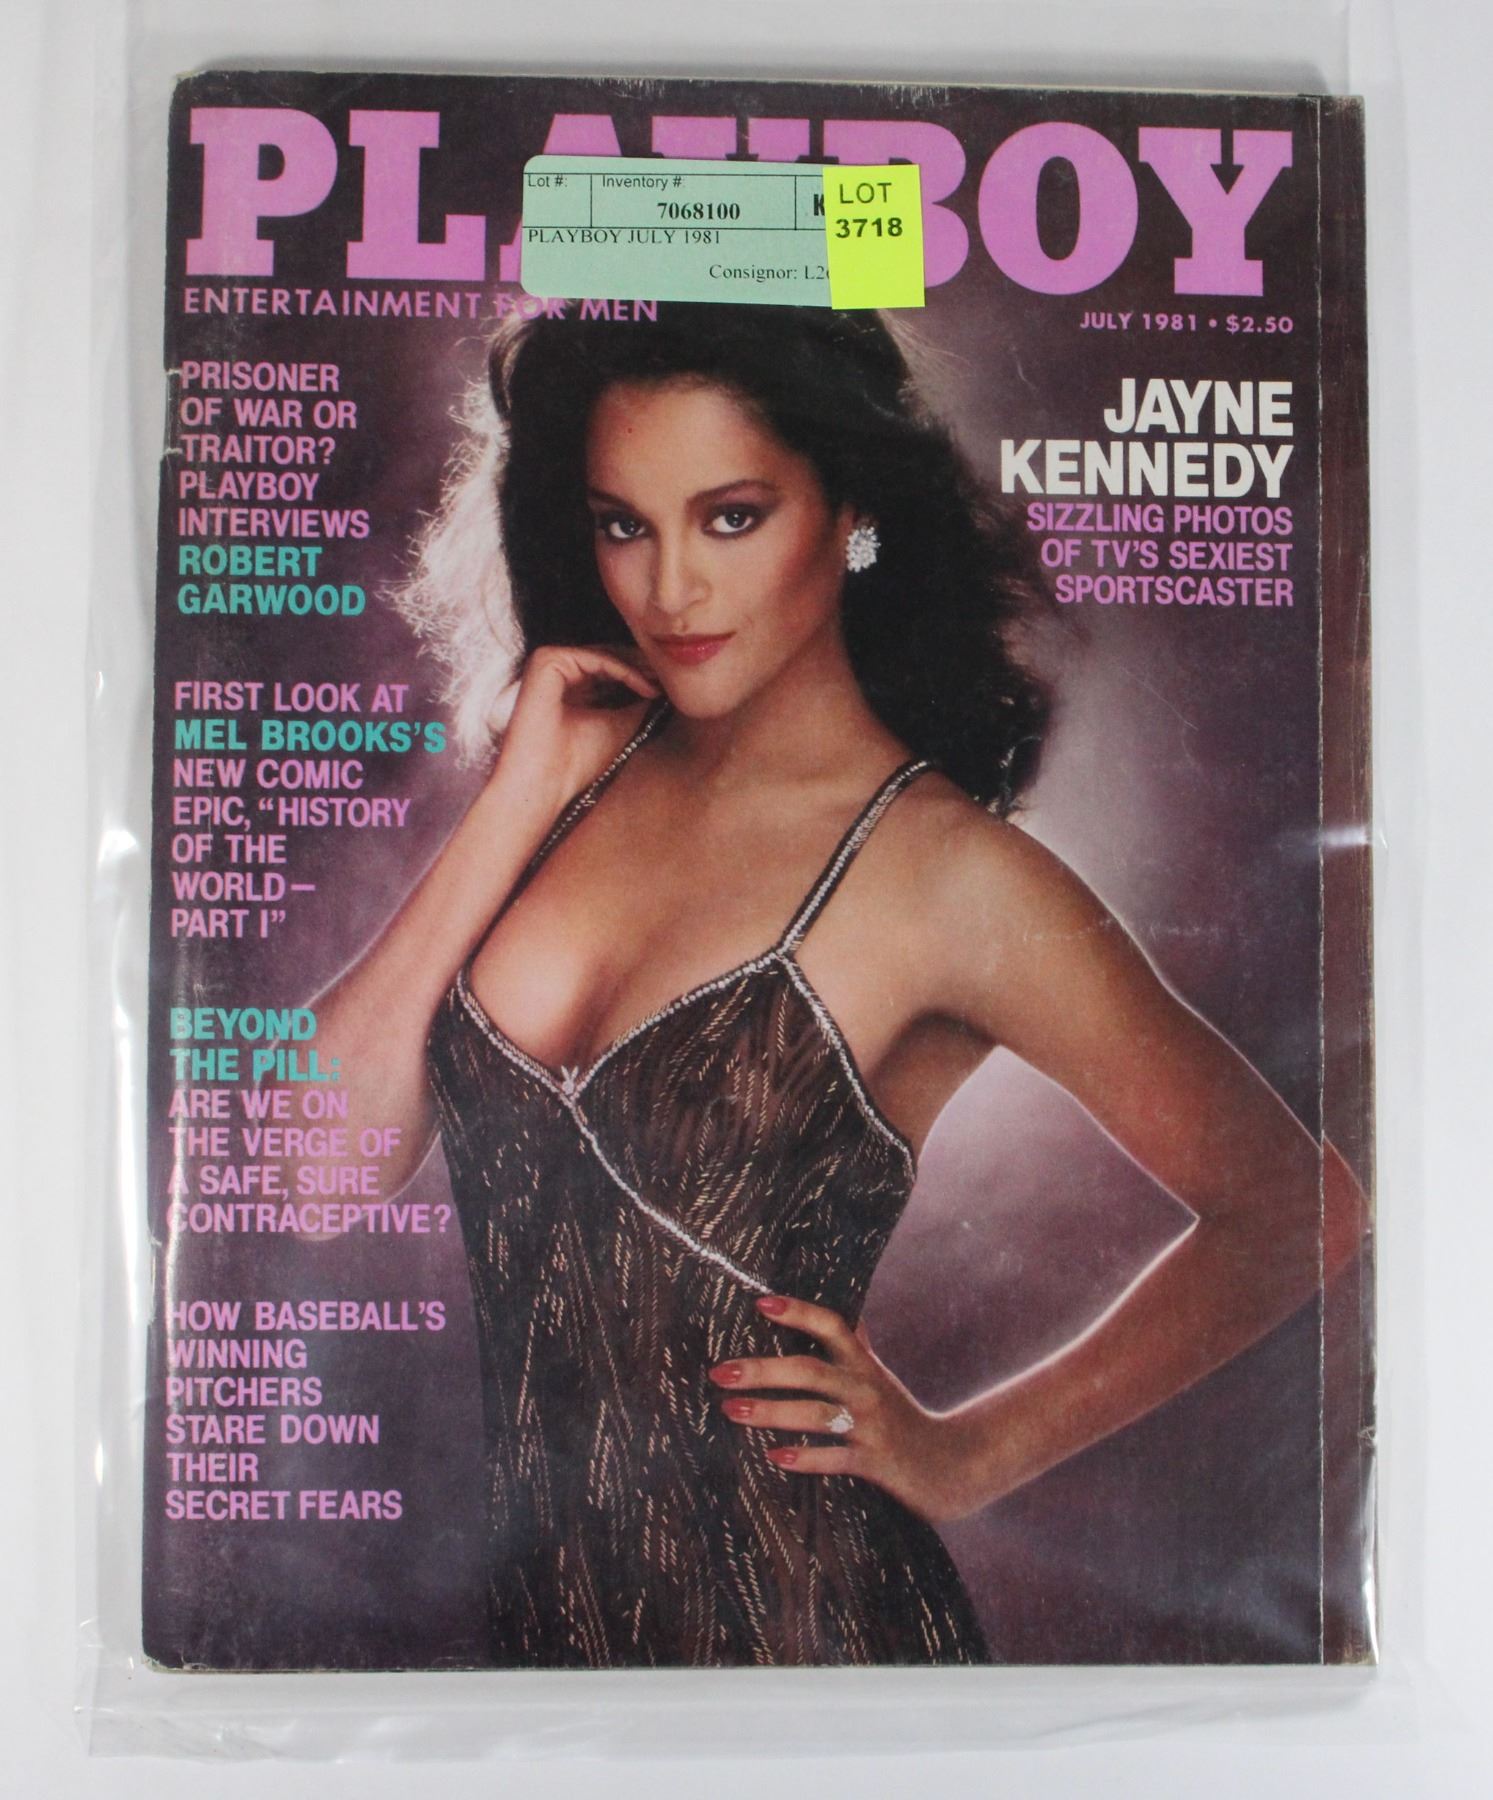 PLAYBOY
Lot #: Inventory #:
7068100
PLAYBOY JULY 1981
Consignor:
LOT
3718
ENTERTAINMENT FOR MEN
JULY 1981 • $2.50
PRISONER
OF WAR OR
TRAITOR?
PLAYBOY
INTERVIEWS
ROBERT
GARWOOD
JAYNE
KENNEDY
SIZZLING PHOTOS
OF TV'S SEXIEST
SPORTSCASTER
FIRST LOOK AT
MEL BROOKS'S
NEW COMIC
EPIC, “HISTORY
OF THE
WORLD—
PART I”
BEYOND
THE PILL:
ARE WE ON
THE VERGE OF
A SAFE, SURE
CONTRACEPTIVE?
HOW BASEBALL'S
WINNING
PITCHERS
STARE DOWN
THEIR
SECRET FEARS